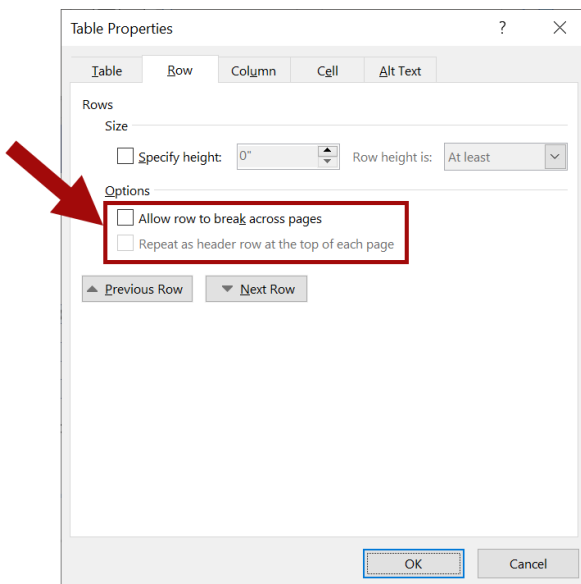 Table Properties ? ×
Table Row Column Cell Alt Text
Rows
Size
Specify height: 0" Row height is: At least
Options
Allow row to break across pages
Repeat as header row at the top of each page
Previous Row Next Row
OK Cancel